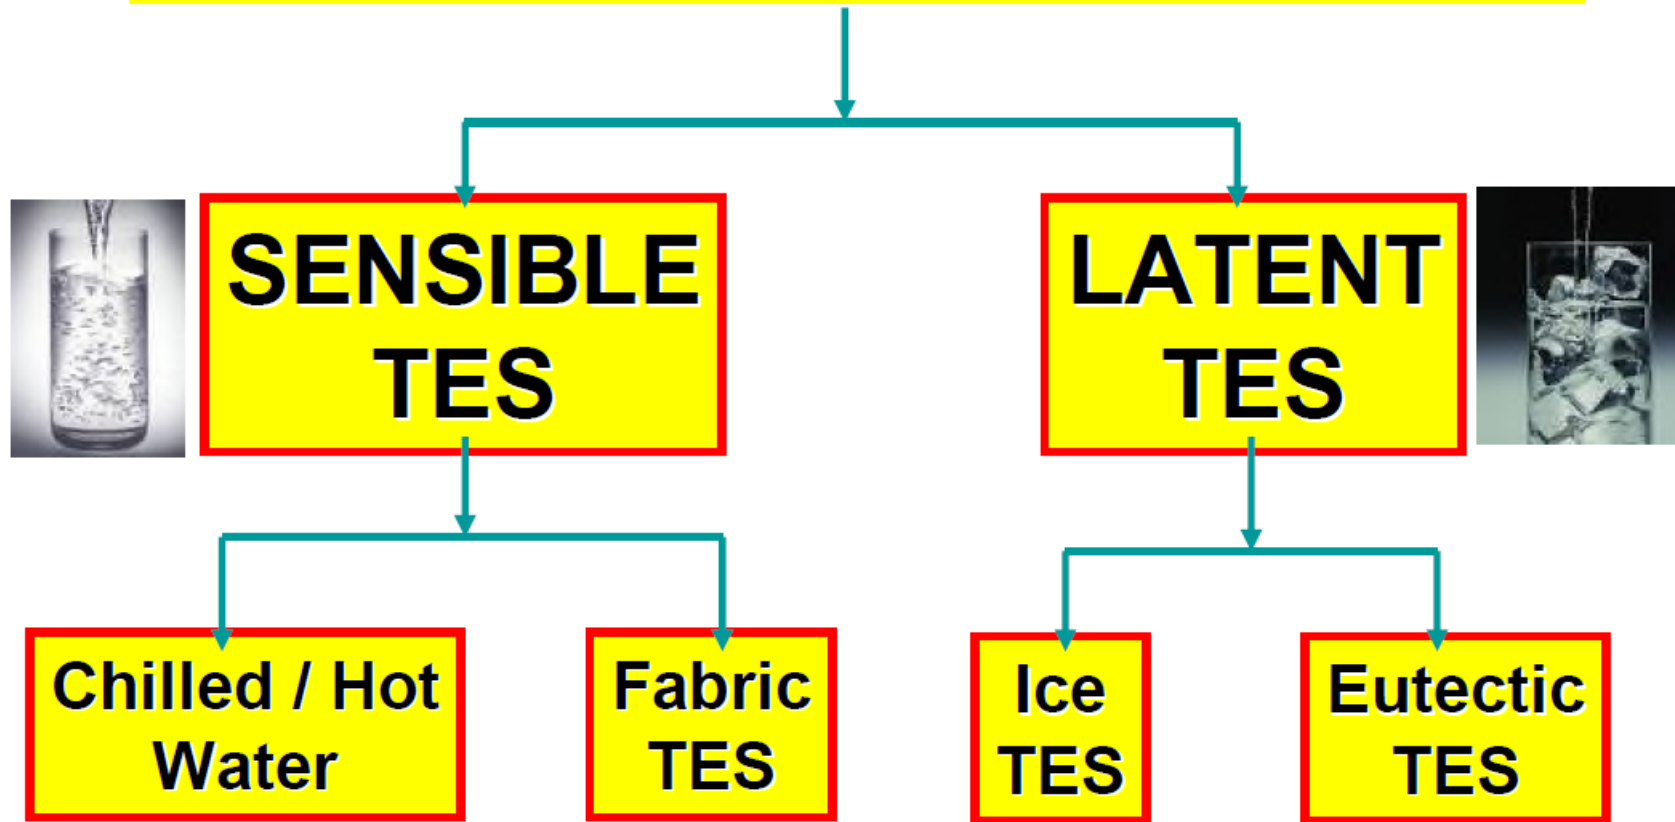 SENSIBLE
TES
LATENT
TES
Chilled / Hot
Water
Fabric
TES
Ice
TES
Eutectic
TES